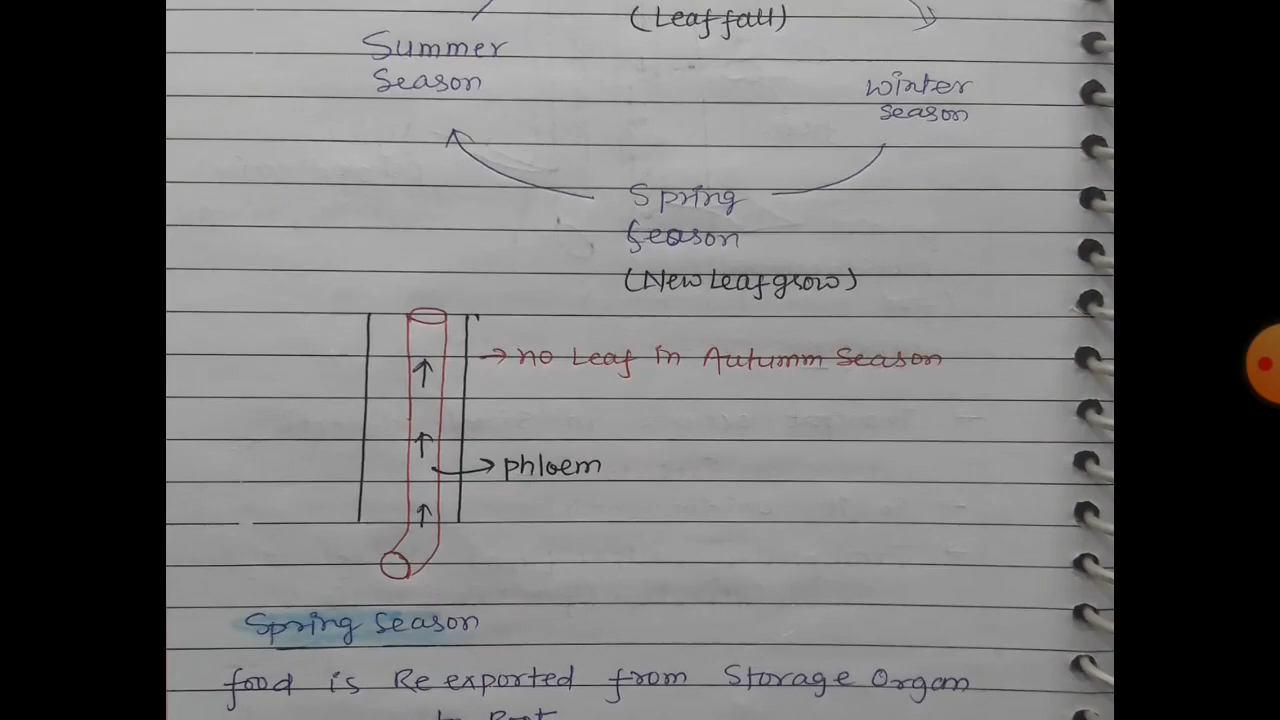 (Leaf fall)
Summer
Season
Winter
season
Spring
Season
(New Leaf grow)
→ no Leaf in Autumm Season
→ phloem
Spring Season
food is Re exported from Storage Organ